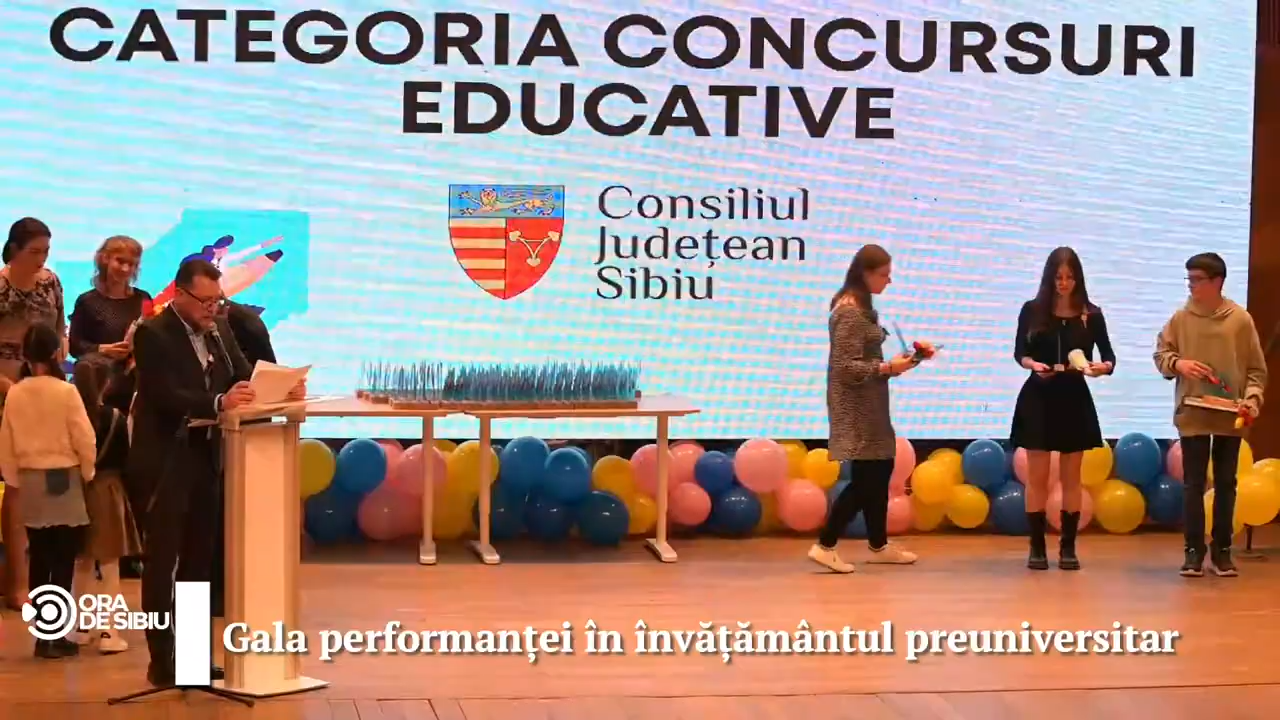 CATEGORIA CONCURSURI
EDUCATIVE
Consiliul
Județean
Sibiu
ORA
DE SIBIU
Gala performanței în învățământul preuniversitar